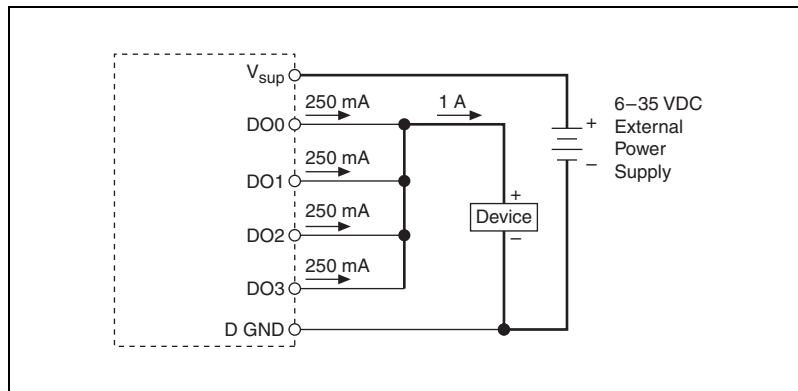 Vsup
250 mA
1 A
DO0
250 mA
DO1
250 mA
DO2
250 mA
DO3
D GND
+
Device
–
6–35 VDC
+ External
Power
– Supply